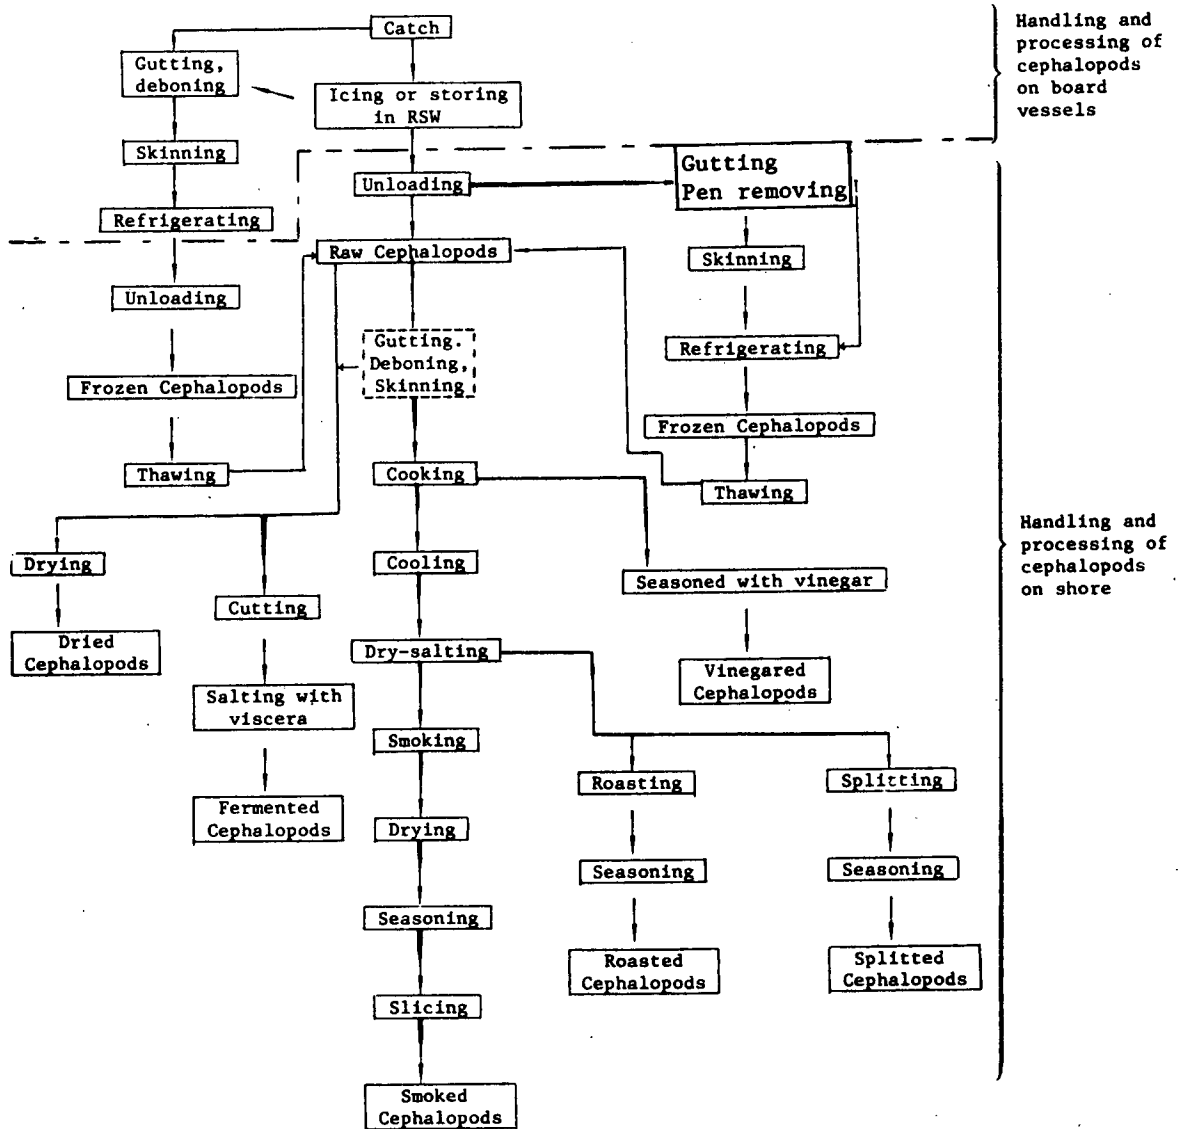 Catch
Handling and
processing of
cephalopods
on board
vessels
Gutting,
deboning
Icing or storing
in RSW
Skinning
Gutting
Pen removing
Unloading
Refrigerating
Raw Cephalopods
Skinning
Unloading
Gutting.
Deboning,
Skinning
Refrigerating
Frozen Cephalopods
Frozen Cephalopods
Thawing
Cooking
Thawing
Handling and
processing of
cephalopods
on shore
Drying
Cooling
Seasoned with vinegar
Cutting
Dried
Cephalopods
Dry-salting
Vinegared
Cephalopods
Salting with
viscera
Smoking
Roasting
Splitting
Fermented
Cephalopods
Drying
Seasoning
Seasoning
Seasoning
Roasted
Cephalopods
Splitted
Cephalopods
Slicing
Smoked
Cephalopods